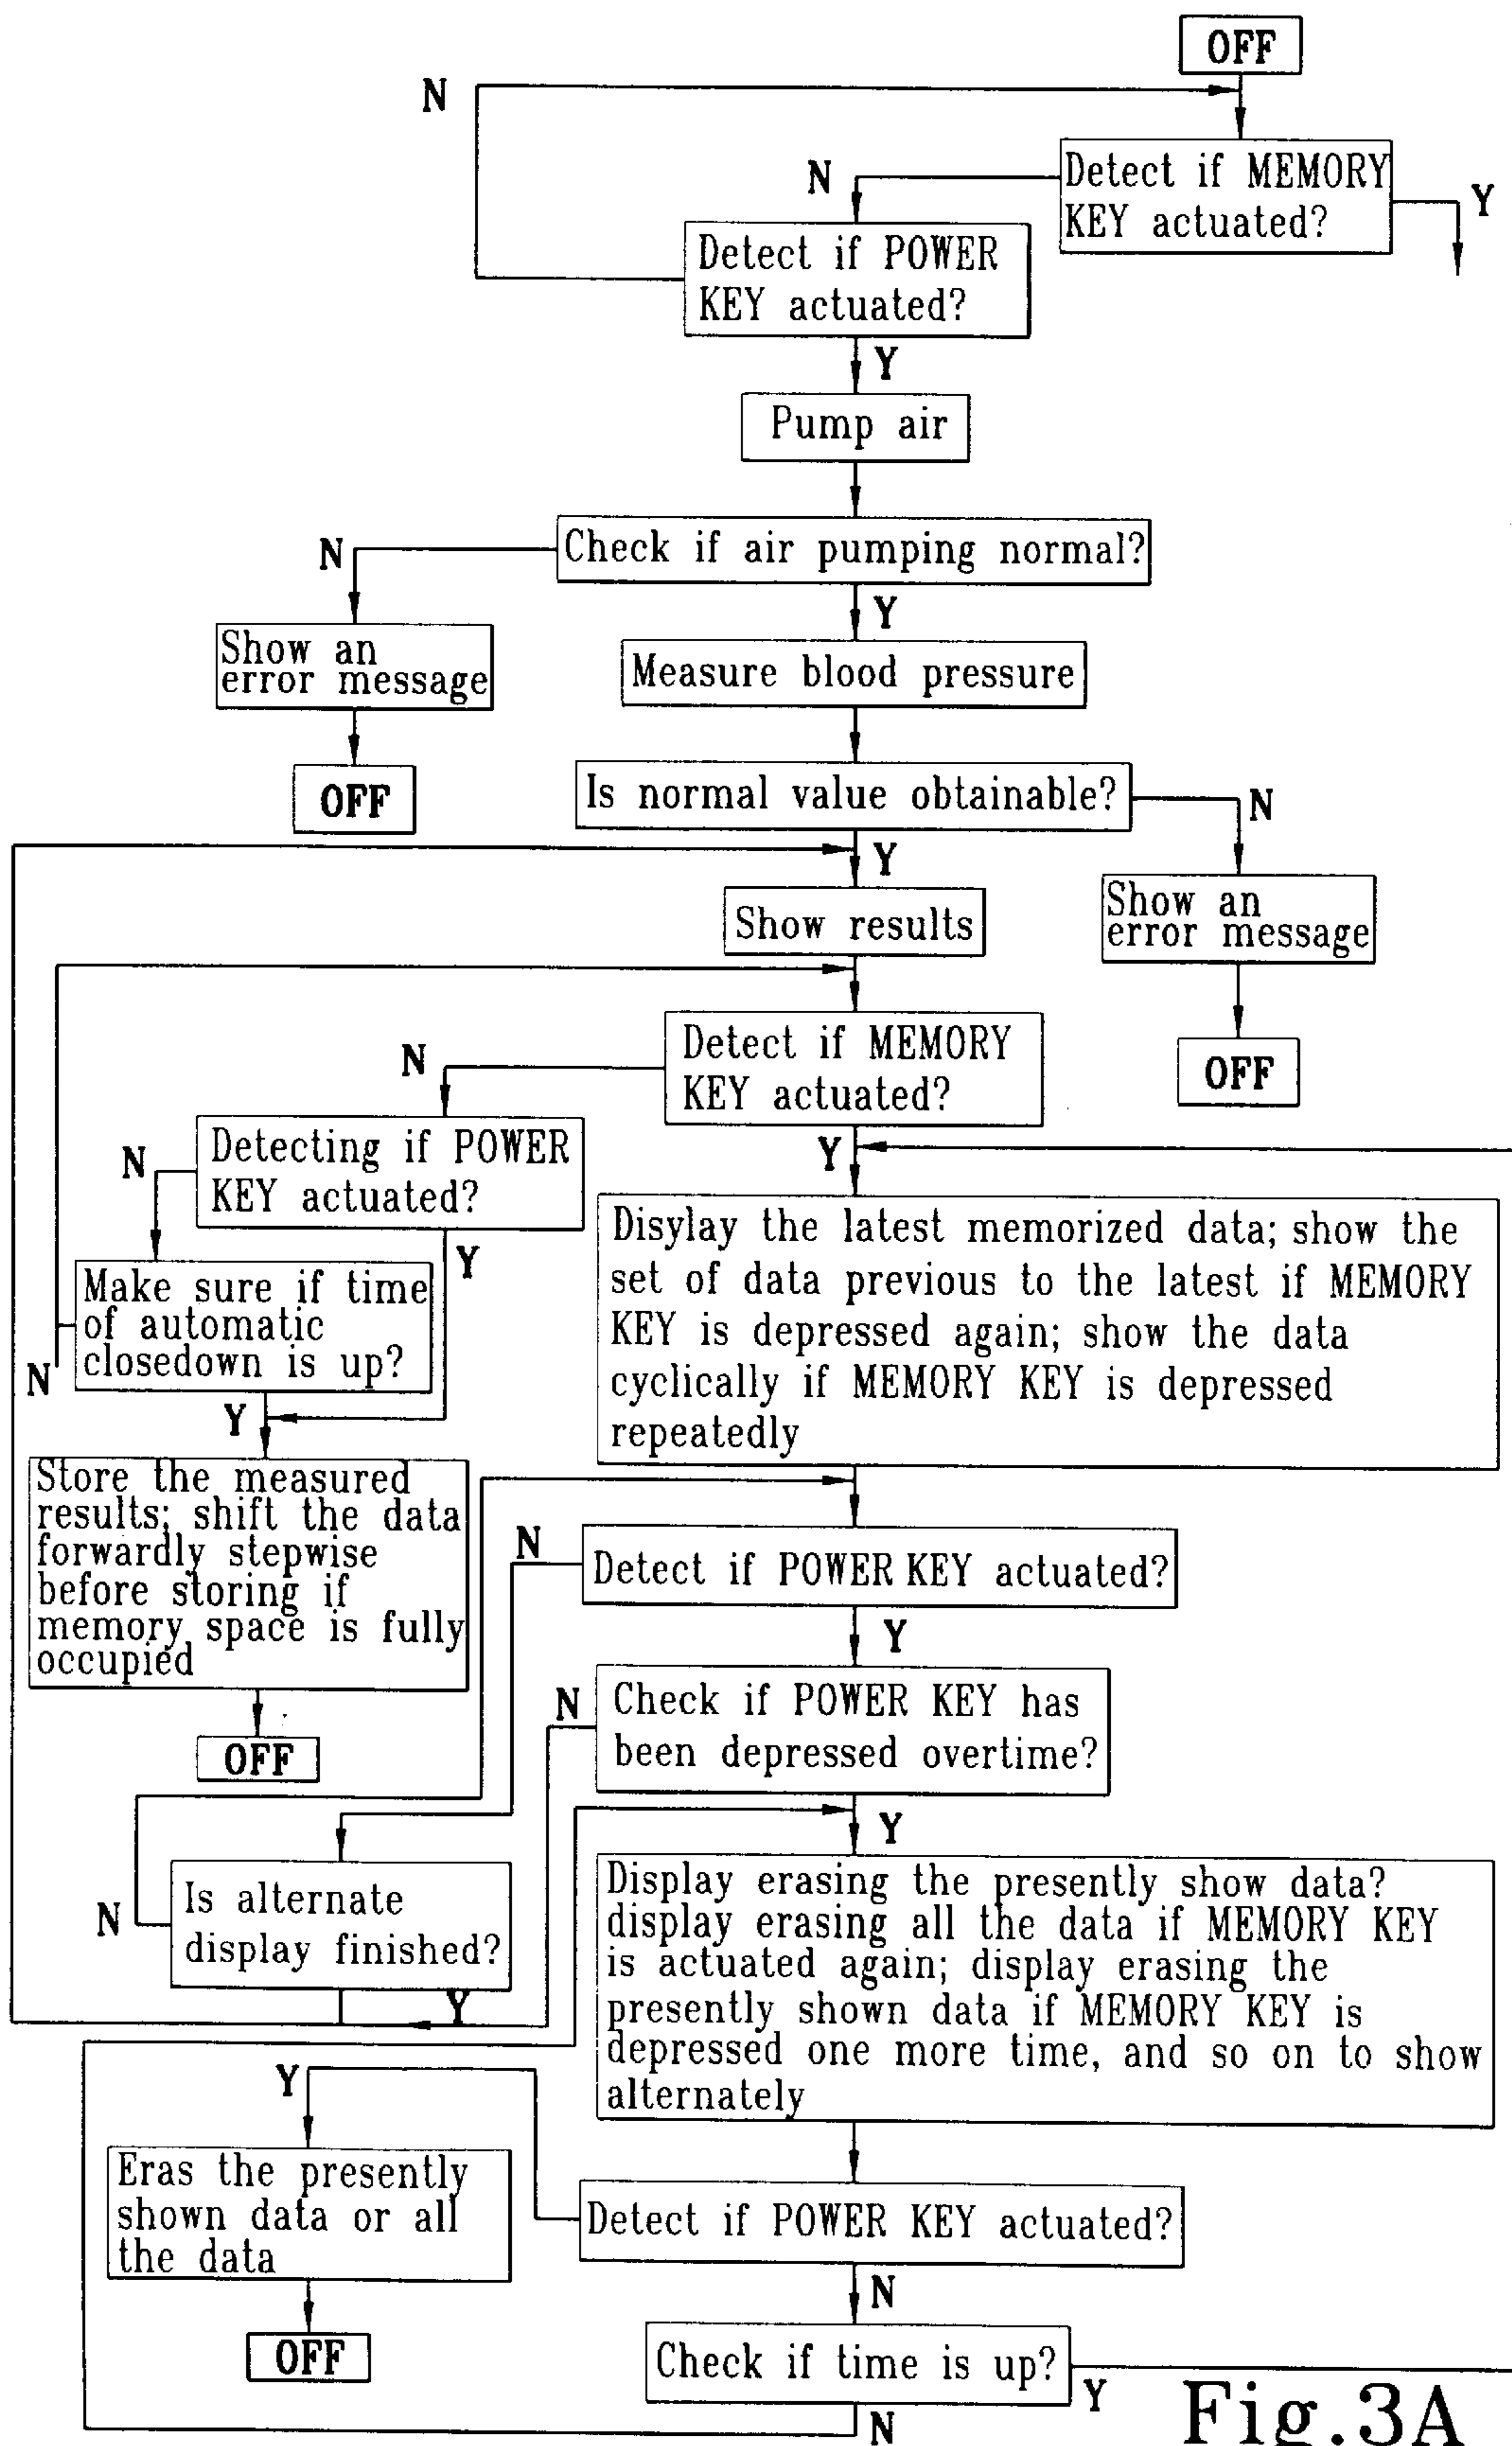 OFF
N
Detect if MEMORY
KEY actuated?
N
Y
Detect if POWER
KEY actuated?
Y
Pump air
Check if air pumping normal?
N
Y
Show an
error message
OFF
Measure blood pressure
Is normal value obtainable?
N
Y
Show an
error message
OFF
Show results
Detect if MEMORY
KEY actuated?
N
Y
Detecting if POWER
KEY actuated?
N
Y
Make sure if time
of automatic
closedown is up?
N
Y
Store the measured
results; shift the data
forwardly stepwise
before storing if
memory space is fully
occupied
OFF
Disylay the latest memorized data; show the
set of data previous to the latest if MEMORY
KEY is depressed again; show the data
cyclically if MEMORY KEY is depressed
repeatedly
Detect if POWER KEY actuated?
N
Y
Check if POWER KEY has
been depressed overtime?
N
Y
Is alternate
display finished?
N
Y
Display erasing the presently show data?
display erasing all the data if MEMORY KEY
is actuated again; display erasing the
presently shown data if MEMORY KEY is
depressed one more time, and so on to show
alternately
Detect if POWER KEY actuated?
Y
N
Eras the presently
shown data or all
the data
OFF
Check if time is up?
Y
N
Fig.3A